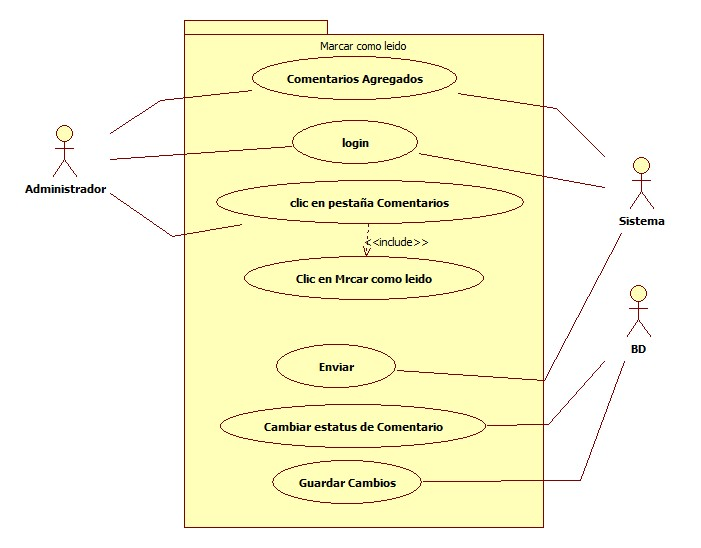 Marcar como leido
Comentarios Agregados
login
Administrador
clic en pestaña Comentarios
Sistema
<<include>>
Clic en Mrcar como leido
BD
Enviar
Cambiar estatus de Comentario
Guardar Cambios